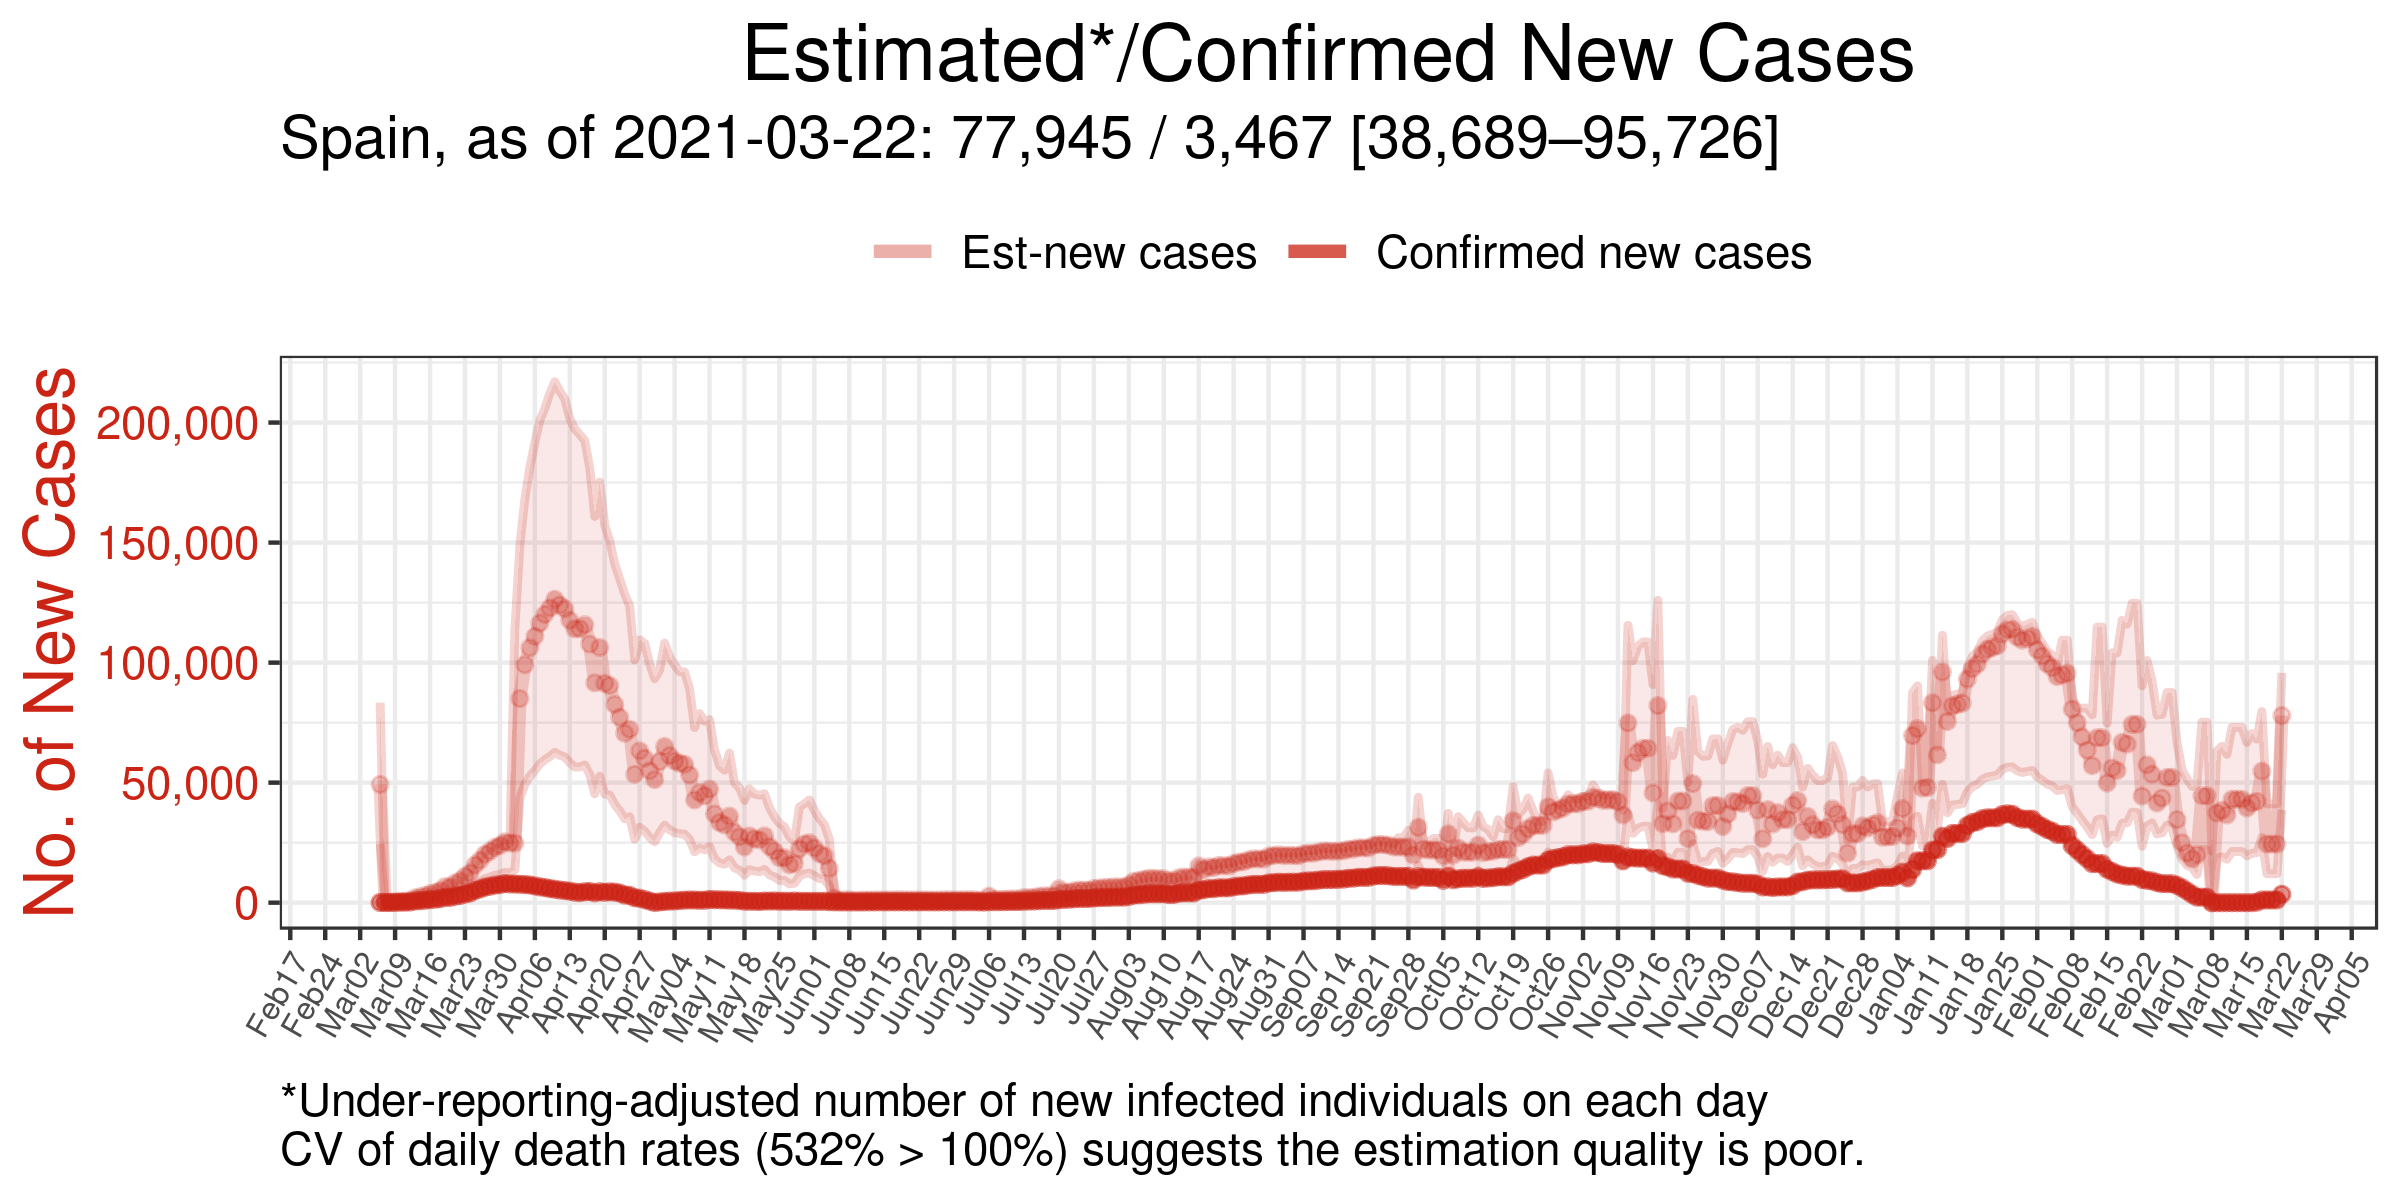 Estimated*/Confirmed New Cases
Spain, as of 2021-03-22: 77,945 / 3,467 [38,689–95,726]
Est-new cases
Confirmed new cases
No. of New Cases
200,000
150,000
100,000
50,000
0
Feb17
Feb24
Mar02
Mar09
Mar16
Mar23
Mar30
Apr06
Apr13
Apr20
Apr27
May04
May11
May18
May25
Jun01
Jun08
Jun15
Jun22
Jun29
Jul06
Jul13
Jul20
Jul27
Aug03
Aug10
Aug17
Aug24
Aug31
Sep07
Sep14
Sep21
Sep28
Oct05
Oct12
Oct19
Oct26
Nov02
Nov09
Nov16
Nov23
Nov30
Dec07
Dec14
Dec21
Dec28
Jan04
Jan11
Jan18
Jan25
Feb01
Feb08
Feb15
Feb22
Mar01
Mar08
Mar15
Mar22
Mar29
Apr05
*Under-reporting-adjusted number of new infected individuals on each day
CV of daily death rates (532% > 100%) suggests the estimation quality is poor.